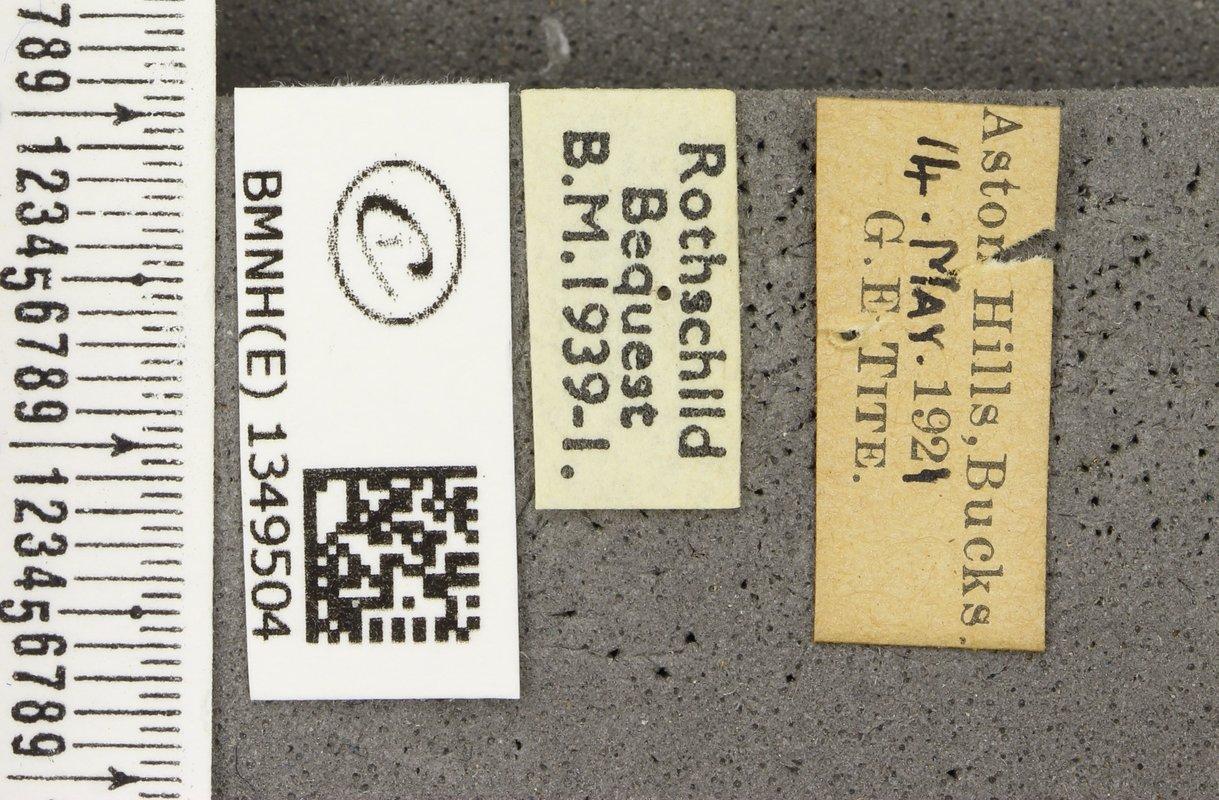 789
123456789
123456789
BMNH(E) 1349504
C
Rothschild
Bequest
B.M.1939-1.
Aston Hills, Bucks.
14. MAY. 1921
G. E. TITE.